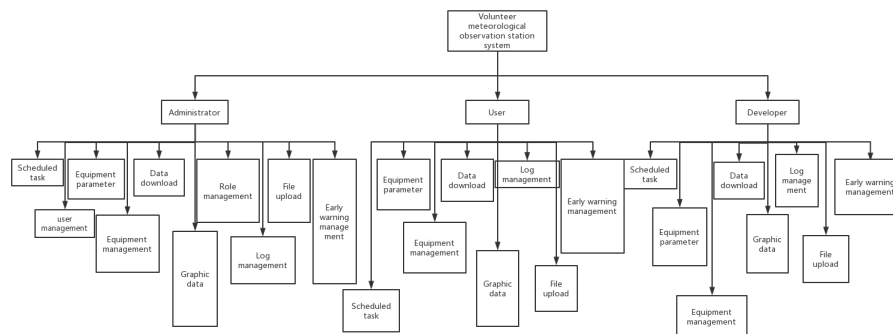 Volunteer
meteorological
observation station
system
Administrator
User
Developer
Scheduled
task
user
management
Equipment
parameter
Equipment
management
Data
download
Graphic
data
Role
management
Log
management
File
upload
Early
warning
manage
ment
Scheduled
task
Equipment
parameter
Equipment
management
Data
download
Graphic
data
Log
management
File
upload
Early
warning
management
Scheduled
task
Equipment
parameter
Equipment
management
Data
download
Graphic
data
Log
manage
ment
File
upload
Early warning
management